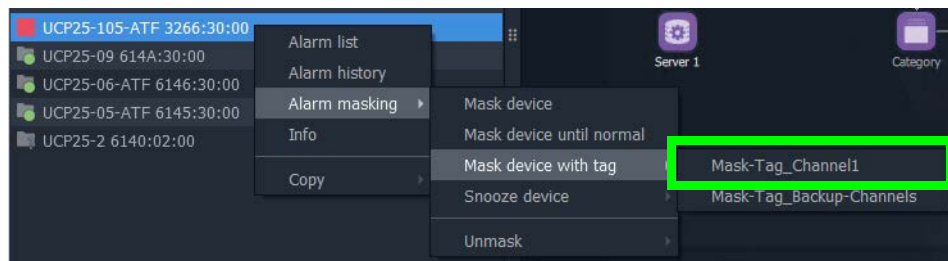 UCP25-105-ATF 3266:30:00
UCP25-09 614A:30:00
UCP25-06-ATF 6146:30:00
UCP25-05-ATF 6145:30:00
UCP25-2 6140:02:00
Alarm list
Alarm history
Alarm masking
Info
Copy
Mask device
Mask device until normal
Mask device with tag
Snooze device
Unmask
Mask-Tag_Channel1
Mask-Tag_Backup-Channels
Server 1
Category